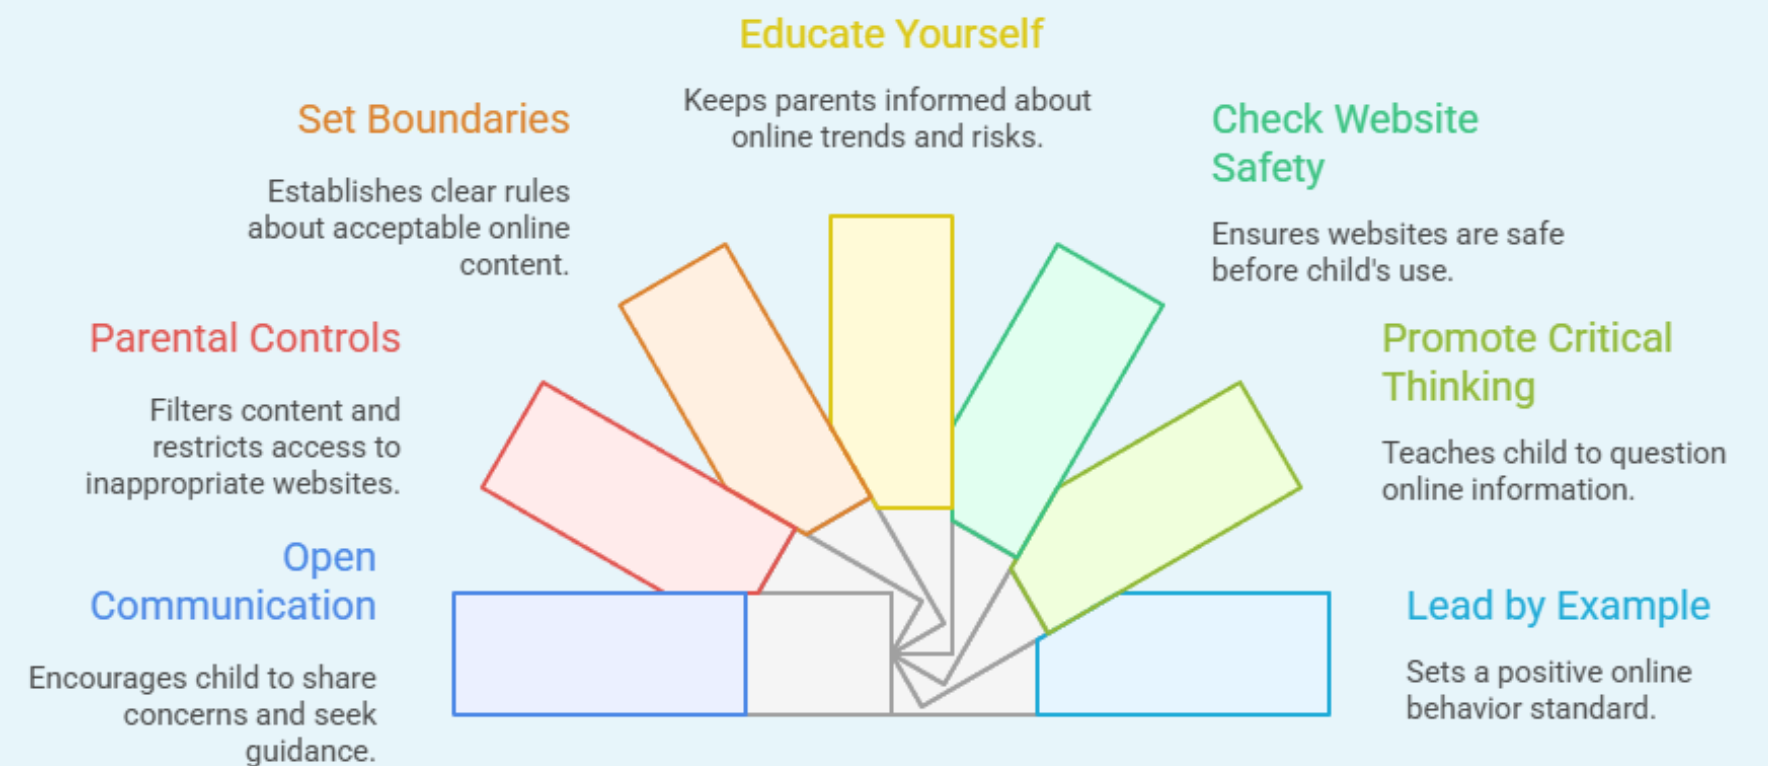 Educate Yourself
Keeps parents informed about
online trends and risks.
Set Boundaries
Establishes clear rules
about acceptable online
content.
Check Website
Safety
Ensures websites are safe
before child's use.
Parental Controls
Filters content and
restricts access to
inappropriate websites.
Promote Critical
Thinking
Teaches child to question
online information.
Open
Communication
Encourages child to share
concerns and seek
guidance.
Lead by Example
Sets a positive online
behavior standard.